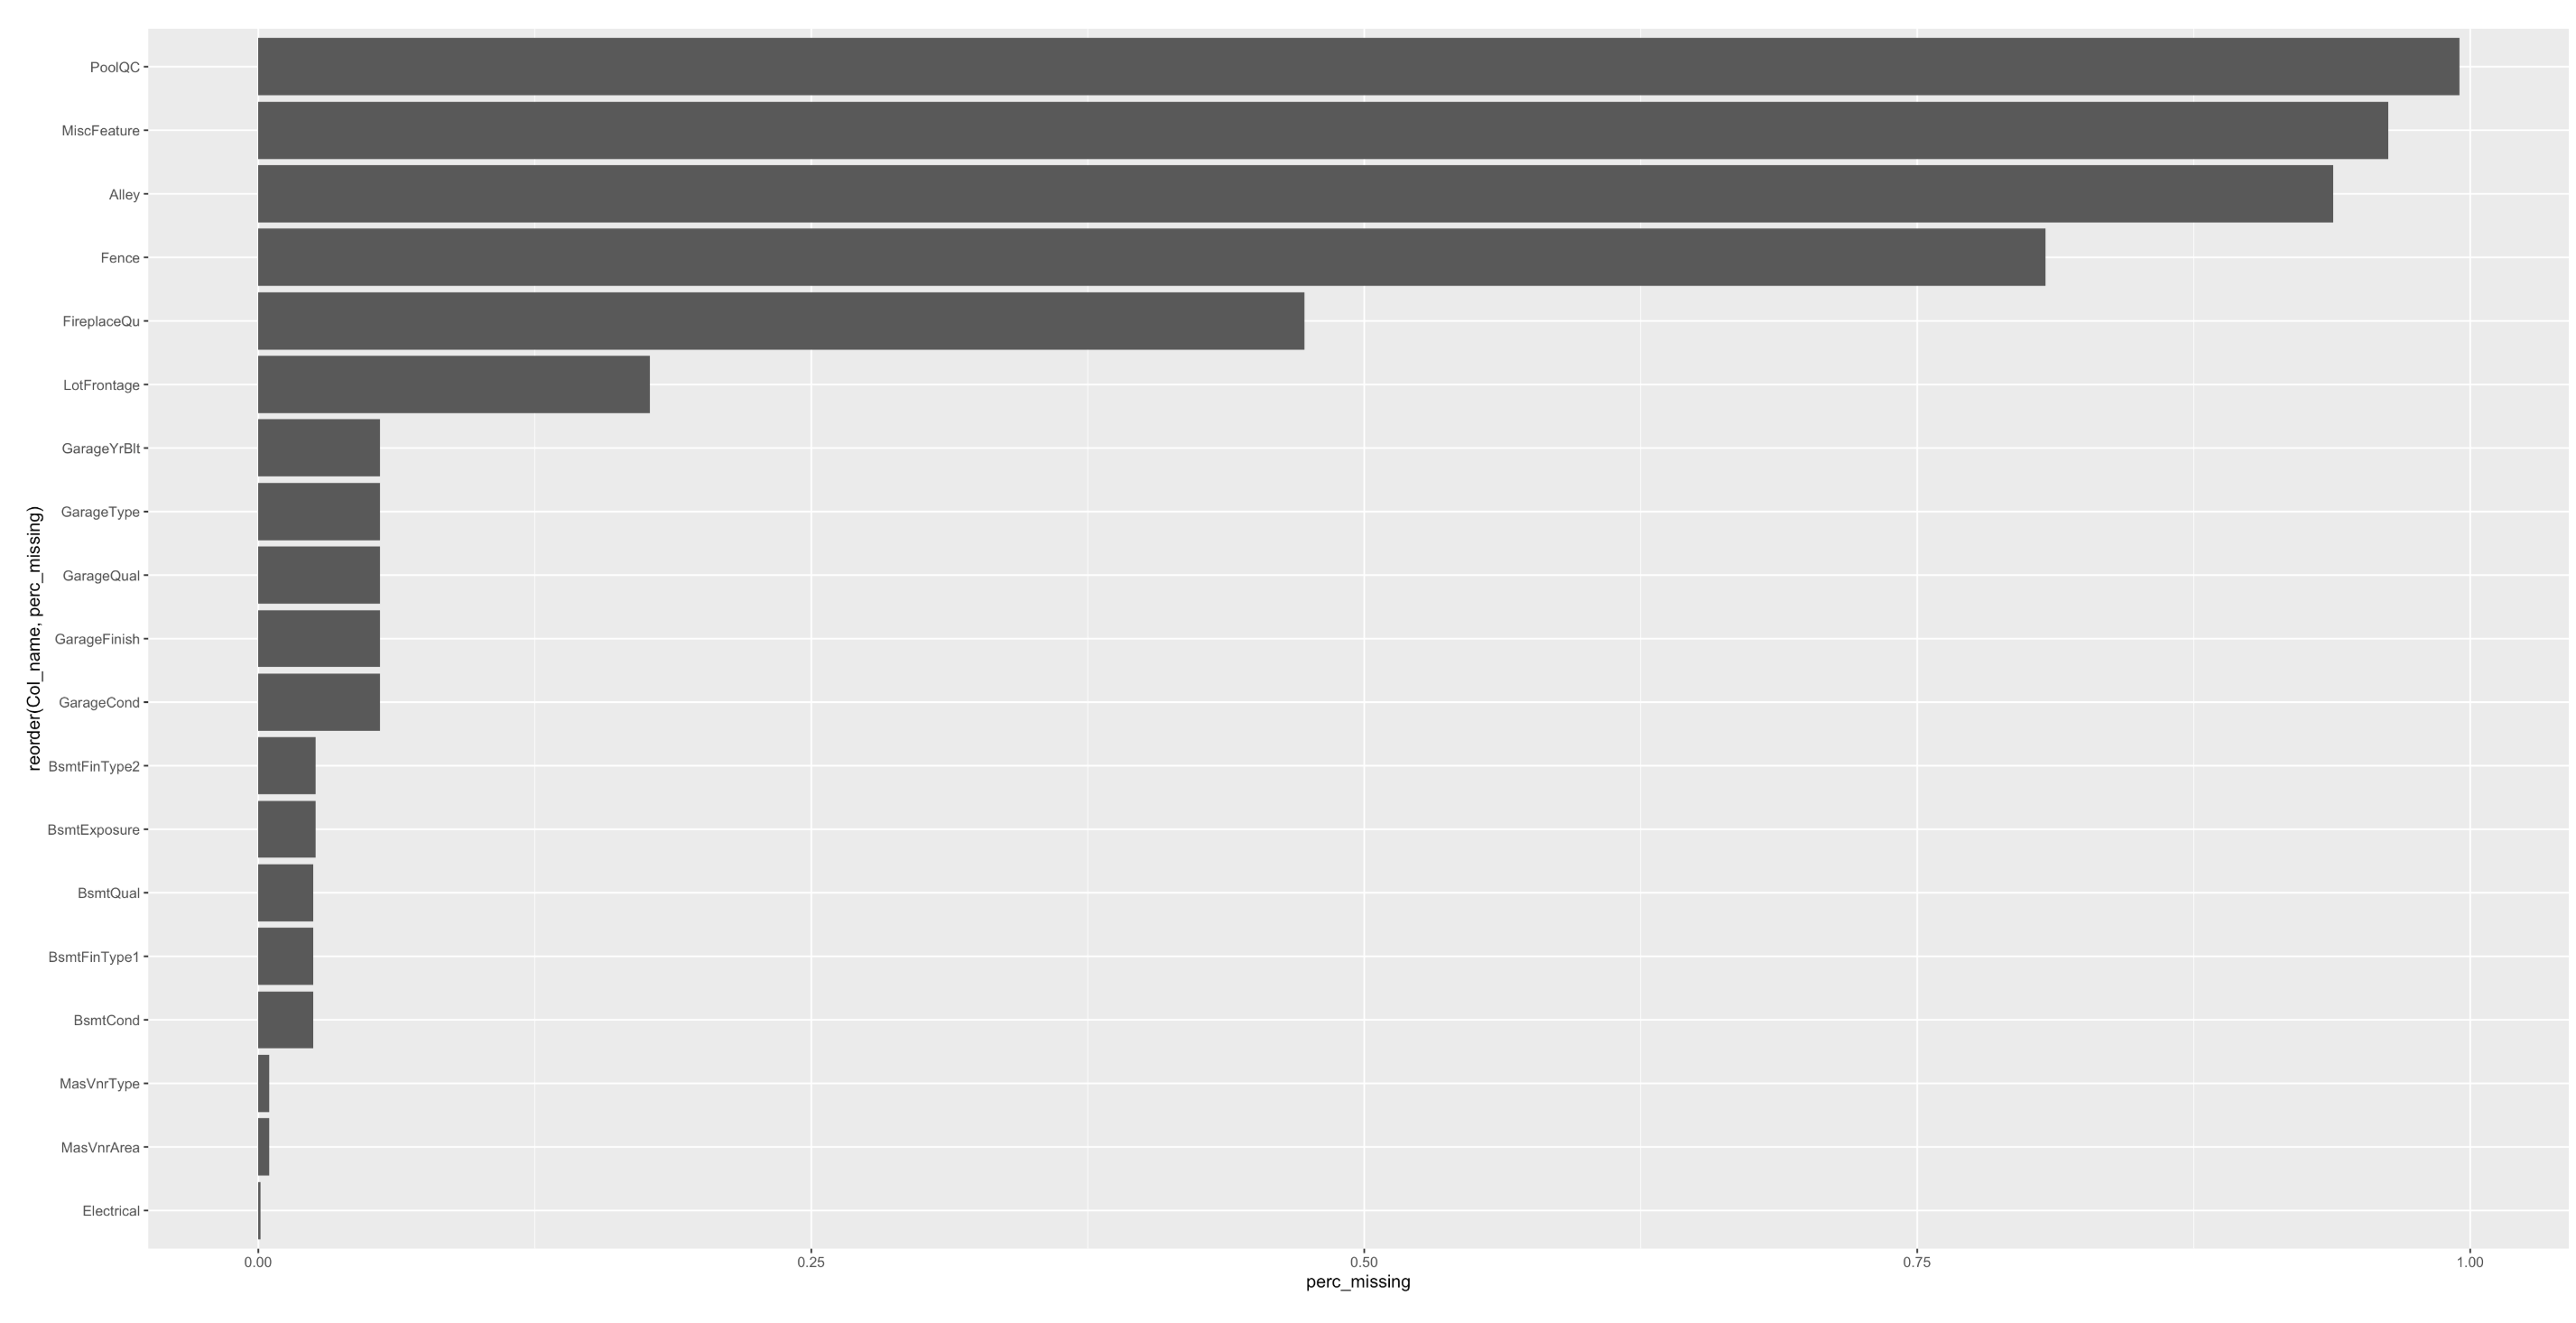 PoolQC
MiscFeature
Alley
Fence
FireplaceQu
LotFrontage
GarageYrBlt
GarageType
GarageQual
GarageFinish
GarageCond
BsmtFinType2
BsmtExposure
BsmtQual
BsmtFinType1
BsmtCond
MasVnrType
MasVnrArea
Electrical
reorder(Col_name, perc_missing)
0.00 0.25 0.50 0.75 1.00
perc_missing